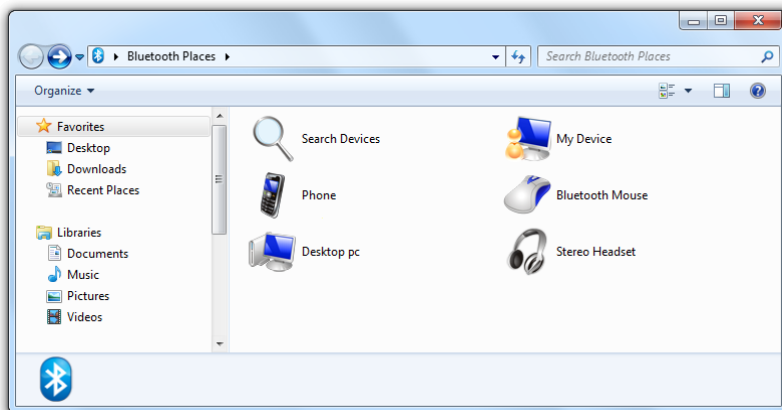 Bluetooth Places
Search Bluetooth Places
Organize
Favorites
Desktop
Downloads
Recent Places
Libraries
Documents
Music
Pictures
Videos
Search Devices
My Device
Phone
Bluetooth Mouse
Desktop pc
Stereo Headset